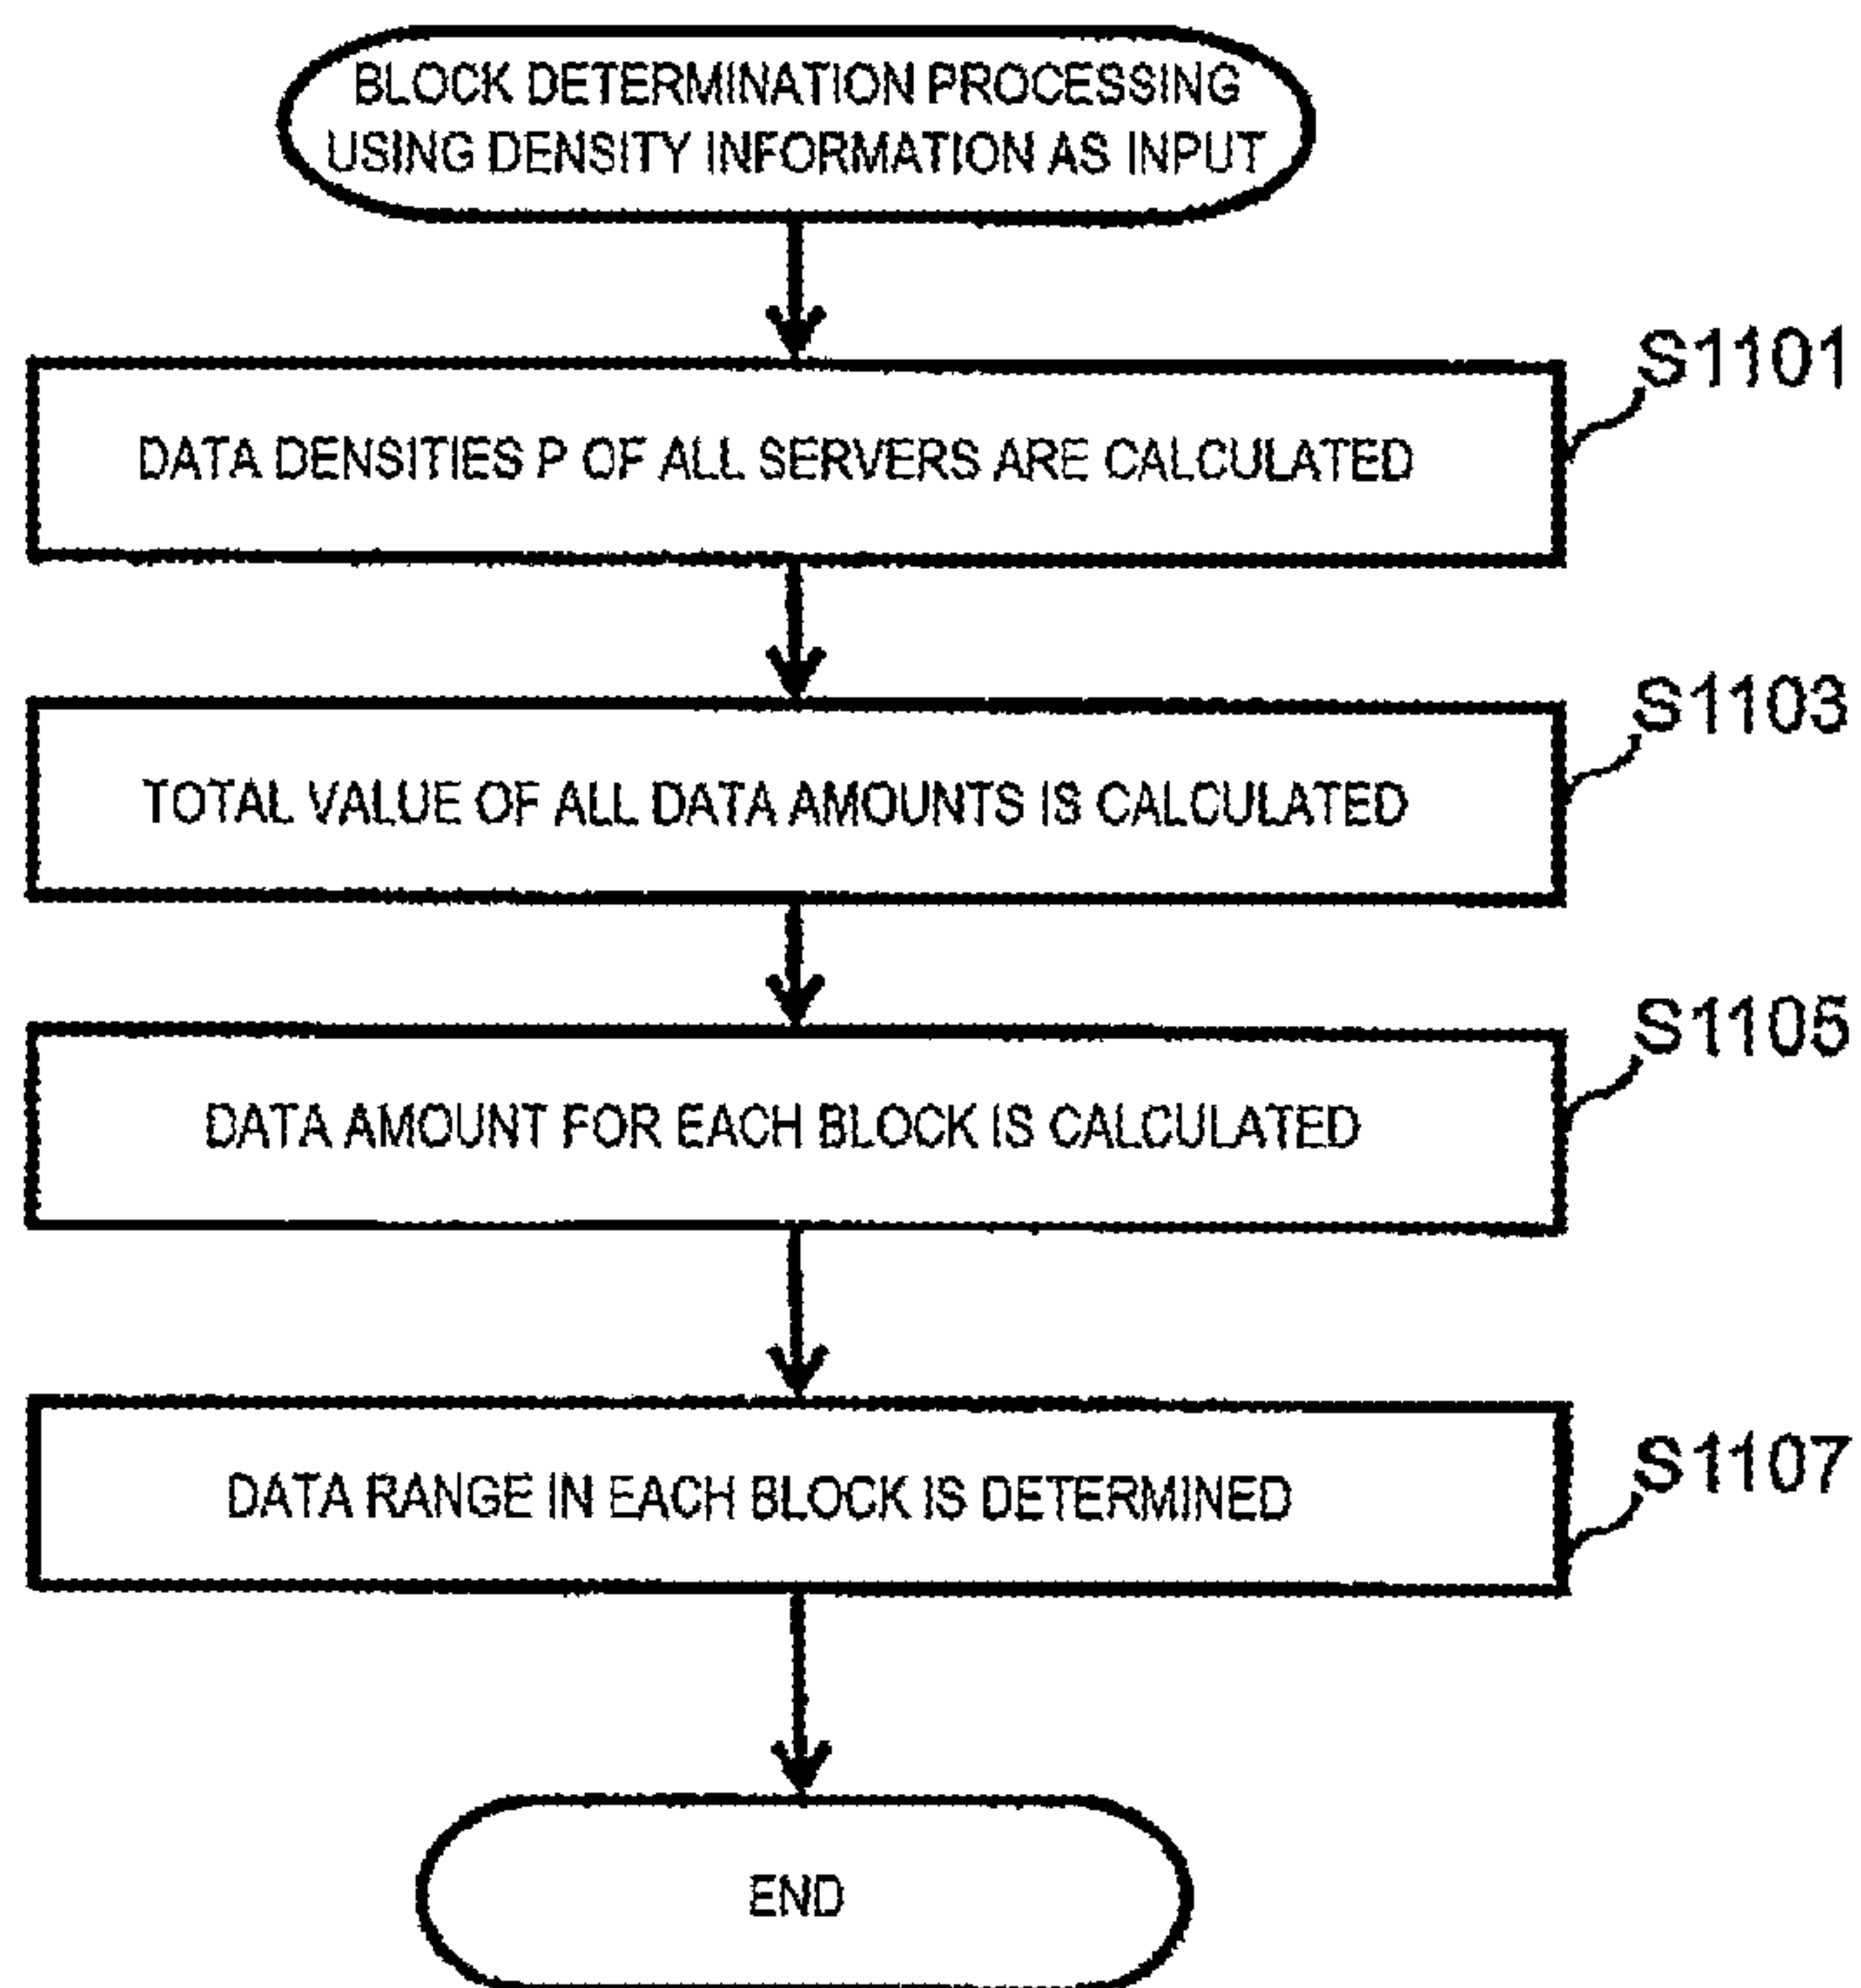 BLOCK DETERMINATION PROCESSING
USING DENSITY INFORMATION AS INPUT
S1101
DATA DENSITIES P OF ALL SERVERS ARE CALCULATED
S1103
TOTAL VALUE OF ALL DATA AMOUNTS IS CALCULATED
S1105
DATA AMOUNT FOR EACH BLOCK IS CALCULATED
S1107
DATA RANGE IN EACH BLOCK IS DETERMINED
END